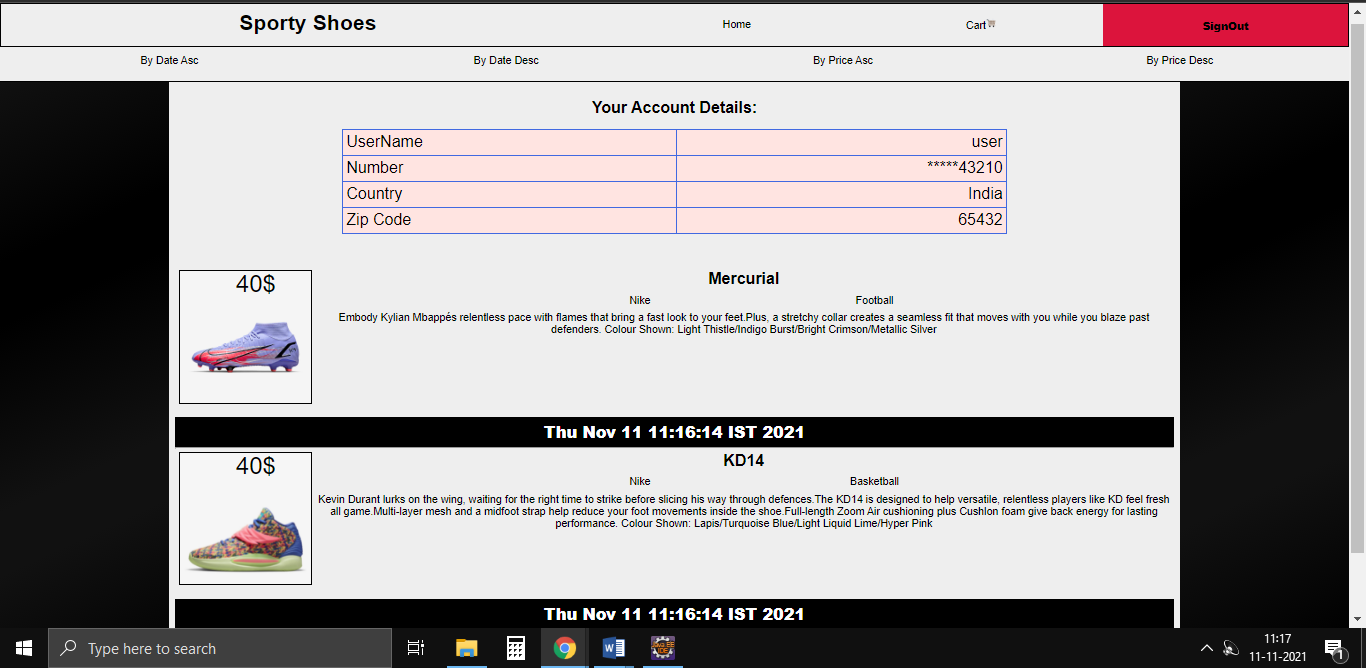 Sporty Shoes
Home
Cart
SignOut
By Date Asc
By Date Desc
By Price Asc
By Price Desc
Your Account Details:
UserName user
Number *****43210
Country India
Zip Code 65432
40$
Mercurial
Nike Football
Embody Kylian Mbappés relentless pace with flames that bring a fast look to your feet.Plus, a stretchy collar creates a seamless fit that moves with you while you blaze past
defenders. Colour Shown: Light Thistle/Indigo Burst/Bright Crimson/Metallic Silver
Thu Nov 11 11:16:14 IST 2021
40$
KD14
Nike Basketball
Kevin Durant lurks on the wing, waiting for the right time to strike before slicing his way through defences.The KD14 is designed to help versatile, relentless players like KD feel fresh
all game.Multi-layer mesh and a midfoot strap help reduce your foot movements inside the shoe.Full-length Zoom Air cushioning plus Cushlon foam give back energy for lasting
performance. Colour Shown: Lapis/Turquoise Blue/Light Liquid Lime/Hyper Pink
Thu Nov 11 11:16:14 IST 2021
Type here to search
W
JAVA EE
IDE
11:17
11-11-2021
1